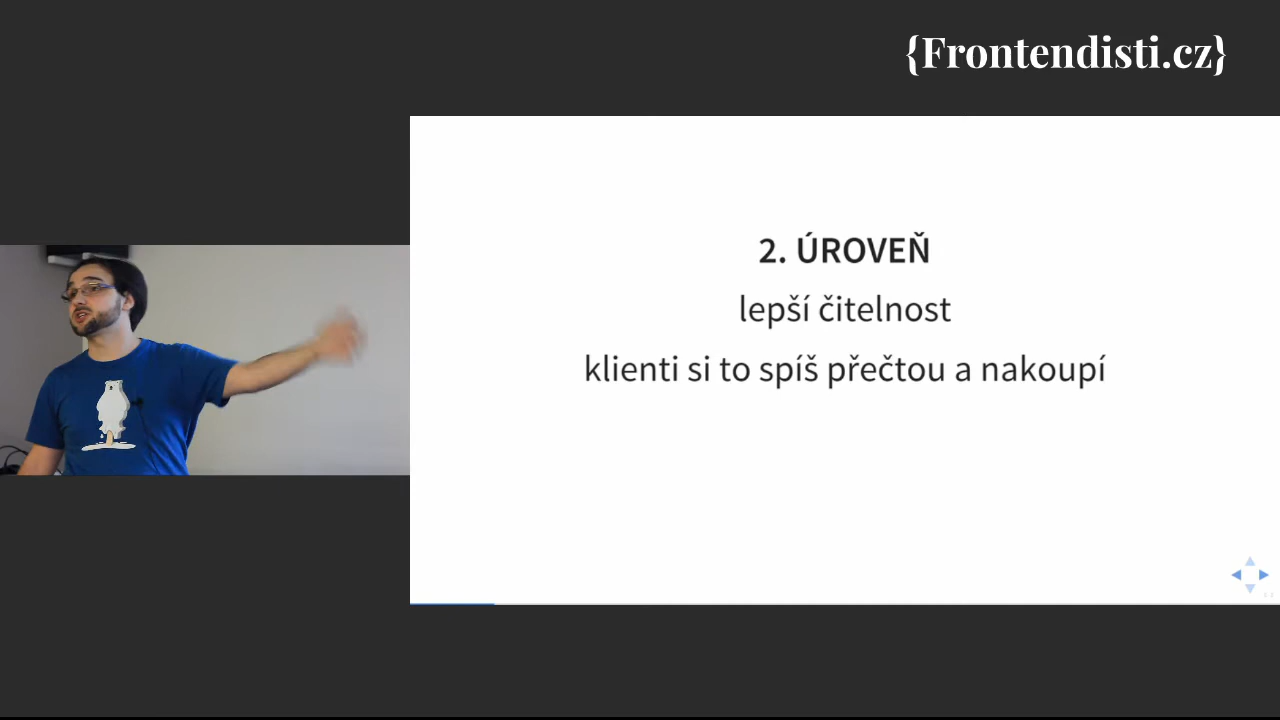 {Frontendisti.cz}
2. ÚROVEŇ
lepší čitelnost
klienti si to spíš přečtou a nakoupí